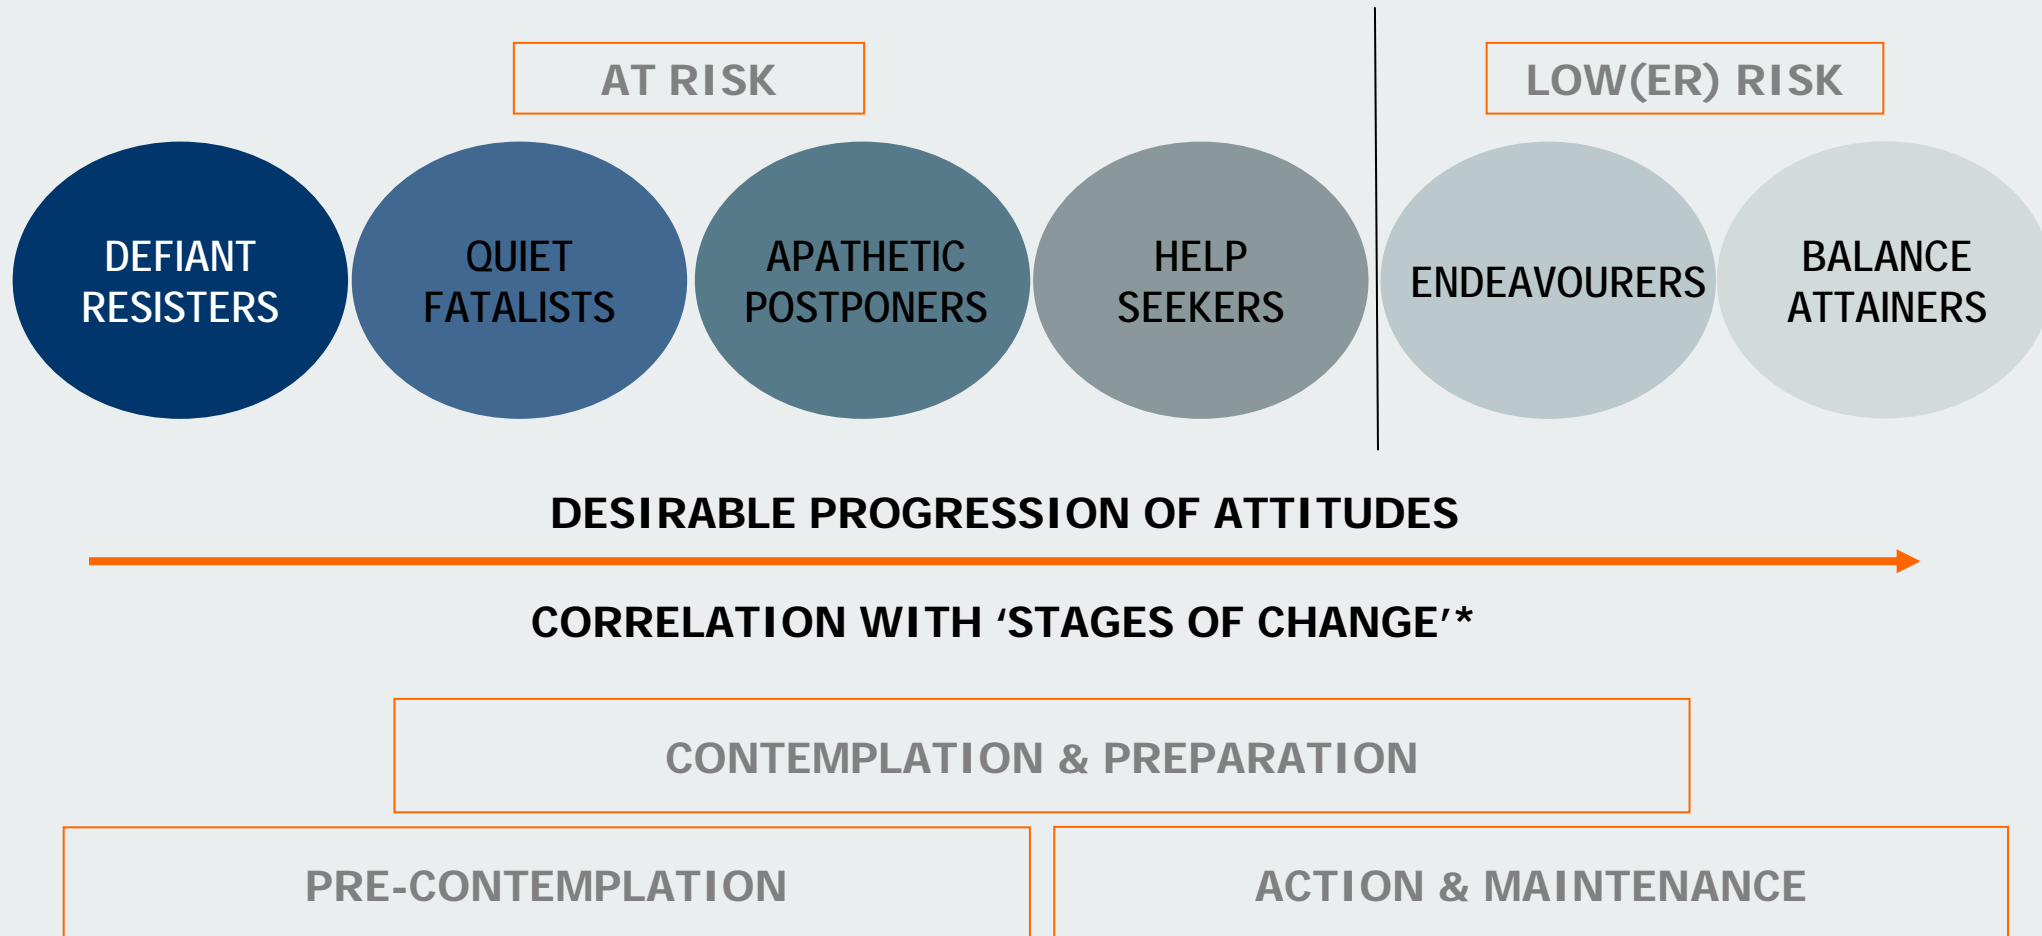 AT RISK
LOW(ER) RISK
DEFIANT
RESISTERS
QUIET
FATALISTS
APATHETIC
POSTPONERS
HELP
SEEKERS
ENDEAVOURERS
BALANCE
ATTAINERS
DESIRABLE PROGRESSION OF ATTITUDES
CORRELATION WITH ‘STAGES OF CHANGE’*
CONTEMPLATION & PREPARATION
PRE-CONTEMPLATION
ACTION & MAINTENANCE